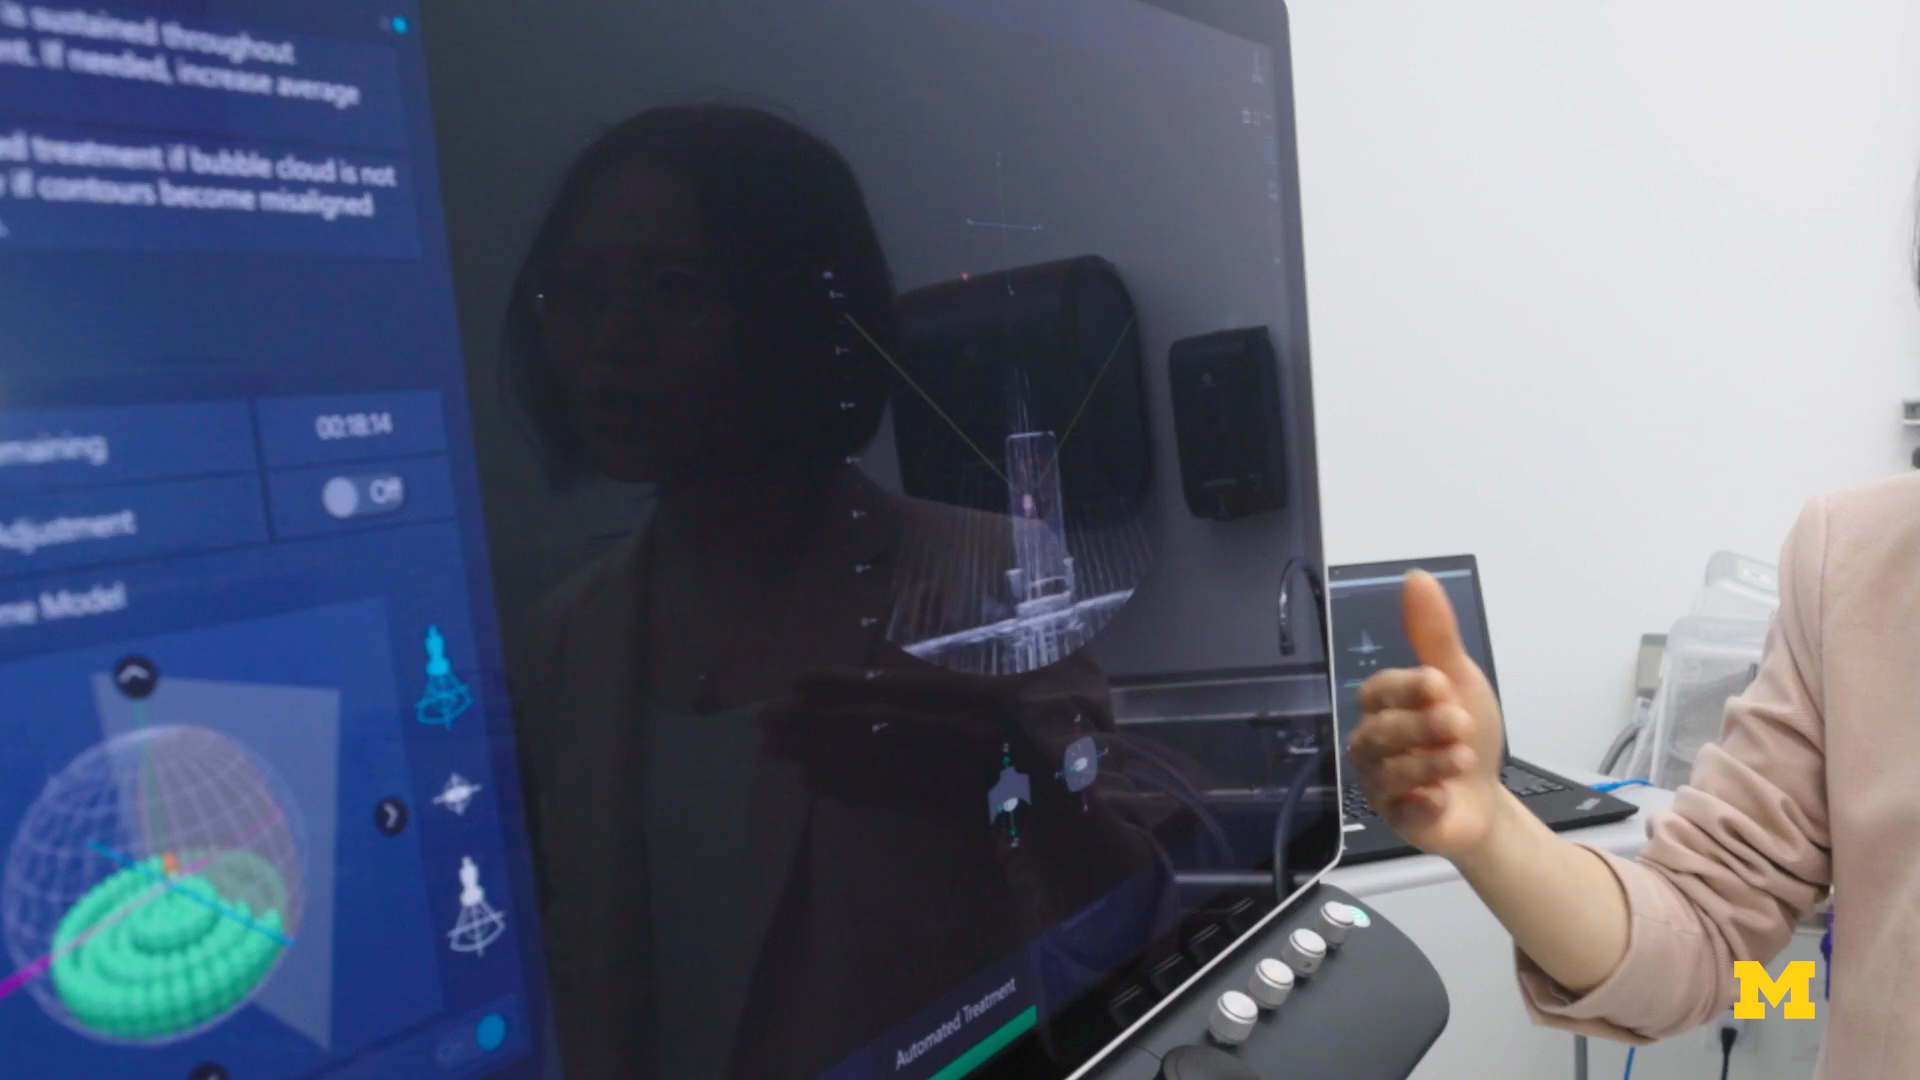 is sustained throughout
nt. If needed, increase average
ed treatment if bubble cloud is not
if contours become misaligned
maining
00:18:14
Adjustment
Off
me Model
Automated Treatment
M